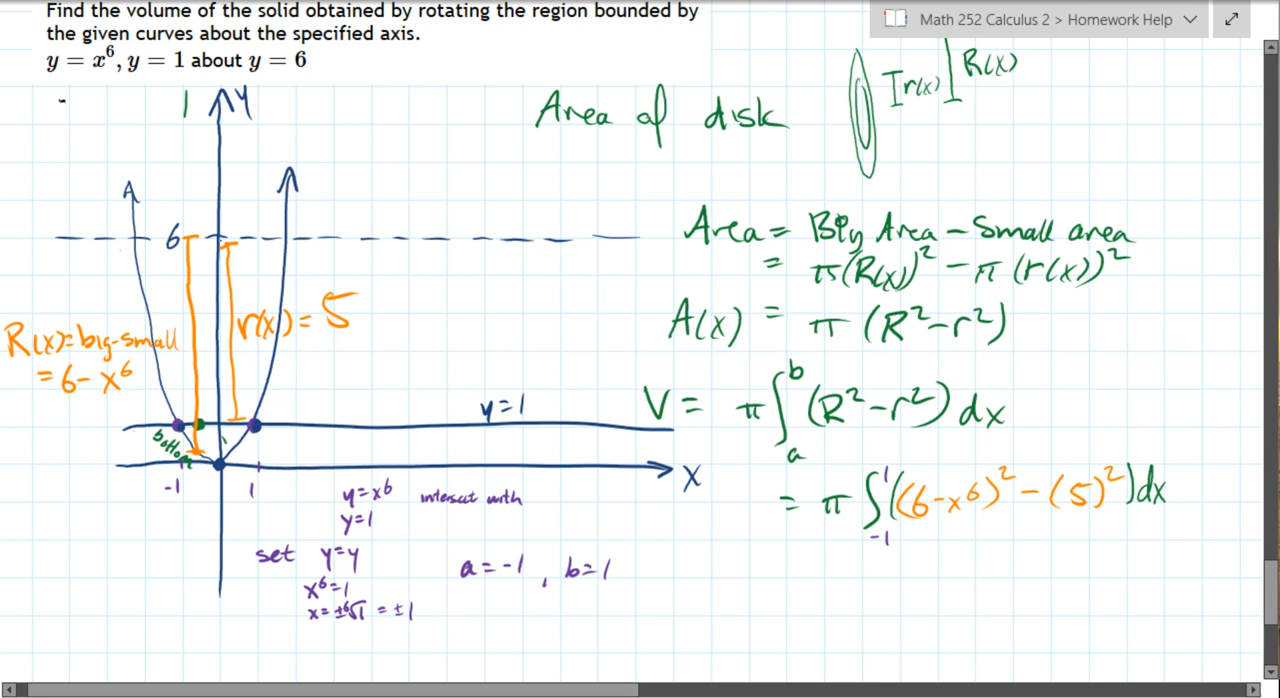 Find the volume of the solid obtained by rotating the region bounded by
the given curves about the specified axis.
y = x⁶, y = 1 about y = 6
Math 252 Calculus 2 > Homework Help
Area of disk
r(x)
R(x)
Y
6
R(x)=big-small
= 6 - x⁶
r(x) = 5
y=1
bottom
-1
1
X
y=x⁶ intersect with
y=1
set y=y
x⁶=1
x=±⁶√1 = ±1
a = -1 , b=1
Area = Big Area - Small area
= π(R(x))² - π(r(x))²
A(x) = π (R²-r²)
V = π∫ₐᵇ (R²-r²) dx
= π ∫₋₁¹ ((6-x⁶)² - (5)²)dx